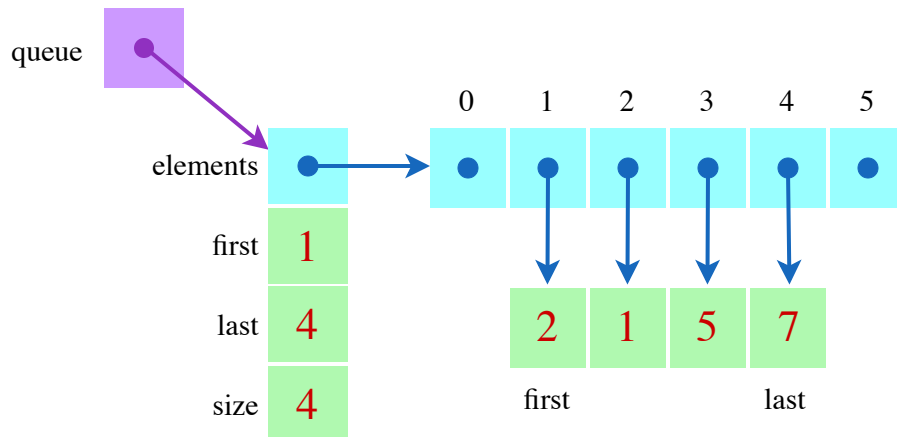 queue
0 1 2 3 4 5
elements
first 1
last 4
2 1 5 7
first last
size 4